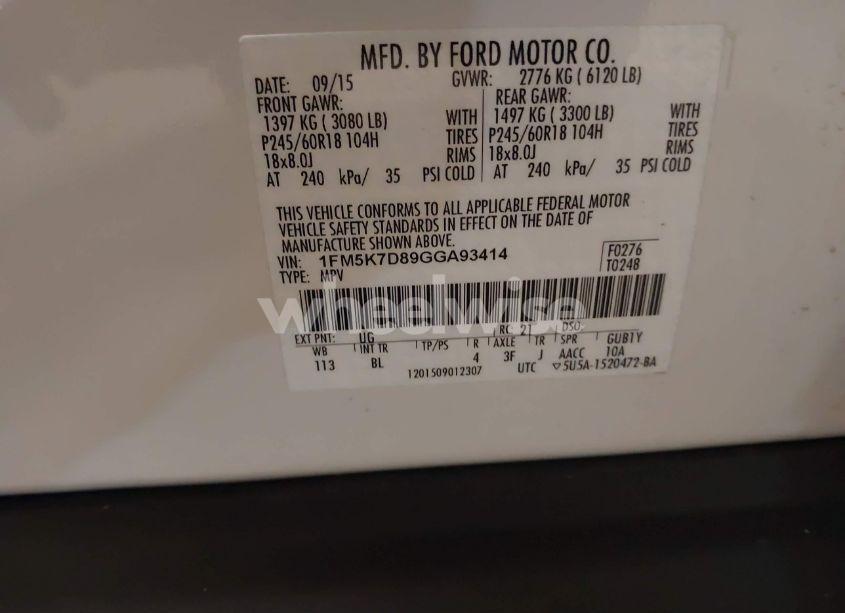 MFD. BY FORD MOTOR CO.
DATE: 09/15 GVWR: 2776 KG ( 6120 LB)
FRONT GAWR: REAR GAWR:
1397 KG ( 3080 LB) WITH 1497 KG ( 3300 LB) WITH
P245/60R18 104H TIRES P245/60R18 104H TIRES
18x8.0J RIMS 18x8.0J RIMS
AT 240 kPa/ 35 PSI COLD AT 240 kPa/ 35 PSI COLD
THIS VEHICLE CONFORMS TO ALL APPLICABLE FEDERAL MOTOR
VEHICLE SAFETY STANDARDS IN EFFECT ON THE DATE OF
MANUFACTURE SHOWN ABOVE.
VIN: 1FM5K7D89GGA93414 F0276
TYPE: MPV T0248
wheelwise
EXT PNT: UG RC: 21 DSO:
WB INT TR TP/PS R AXLE TR SPR GUB1Y
113 BL 4 3F J AACC 10A
1201509012307 UTC ▽5U5A-1520472-BA